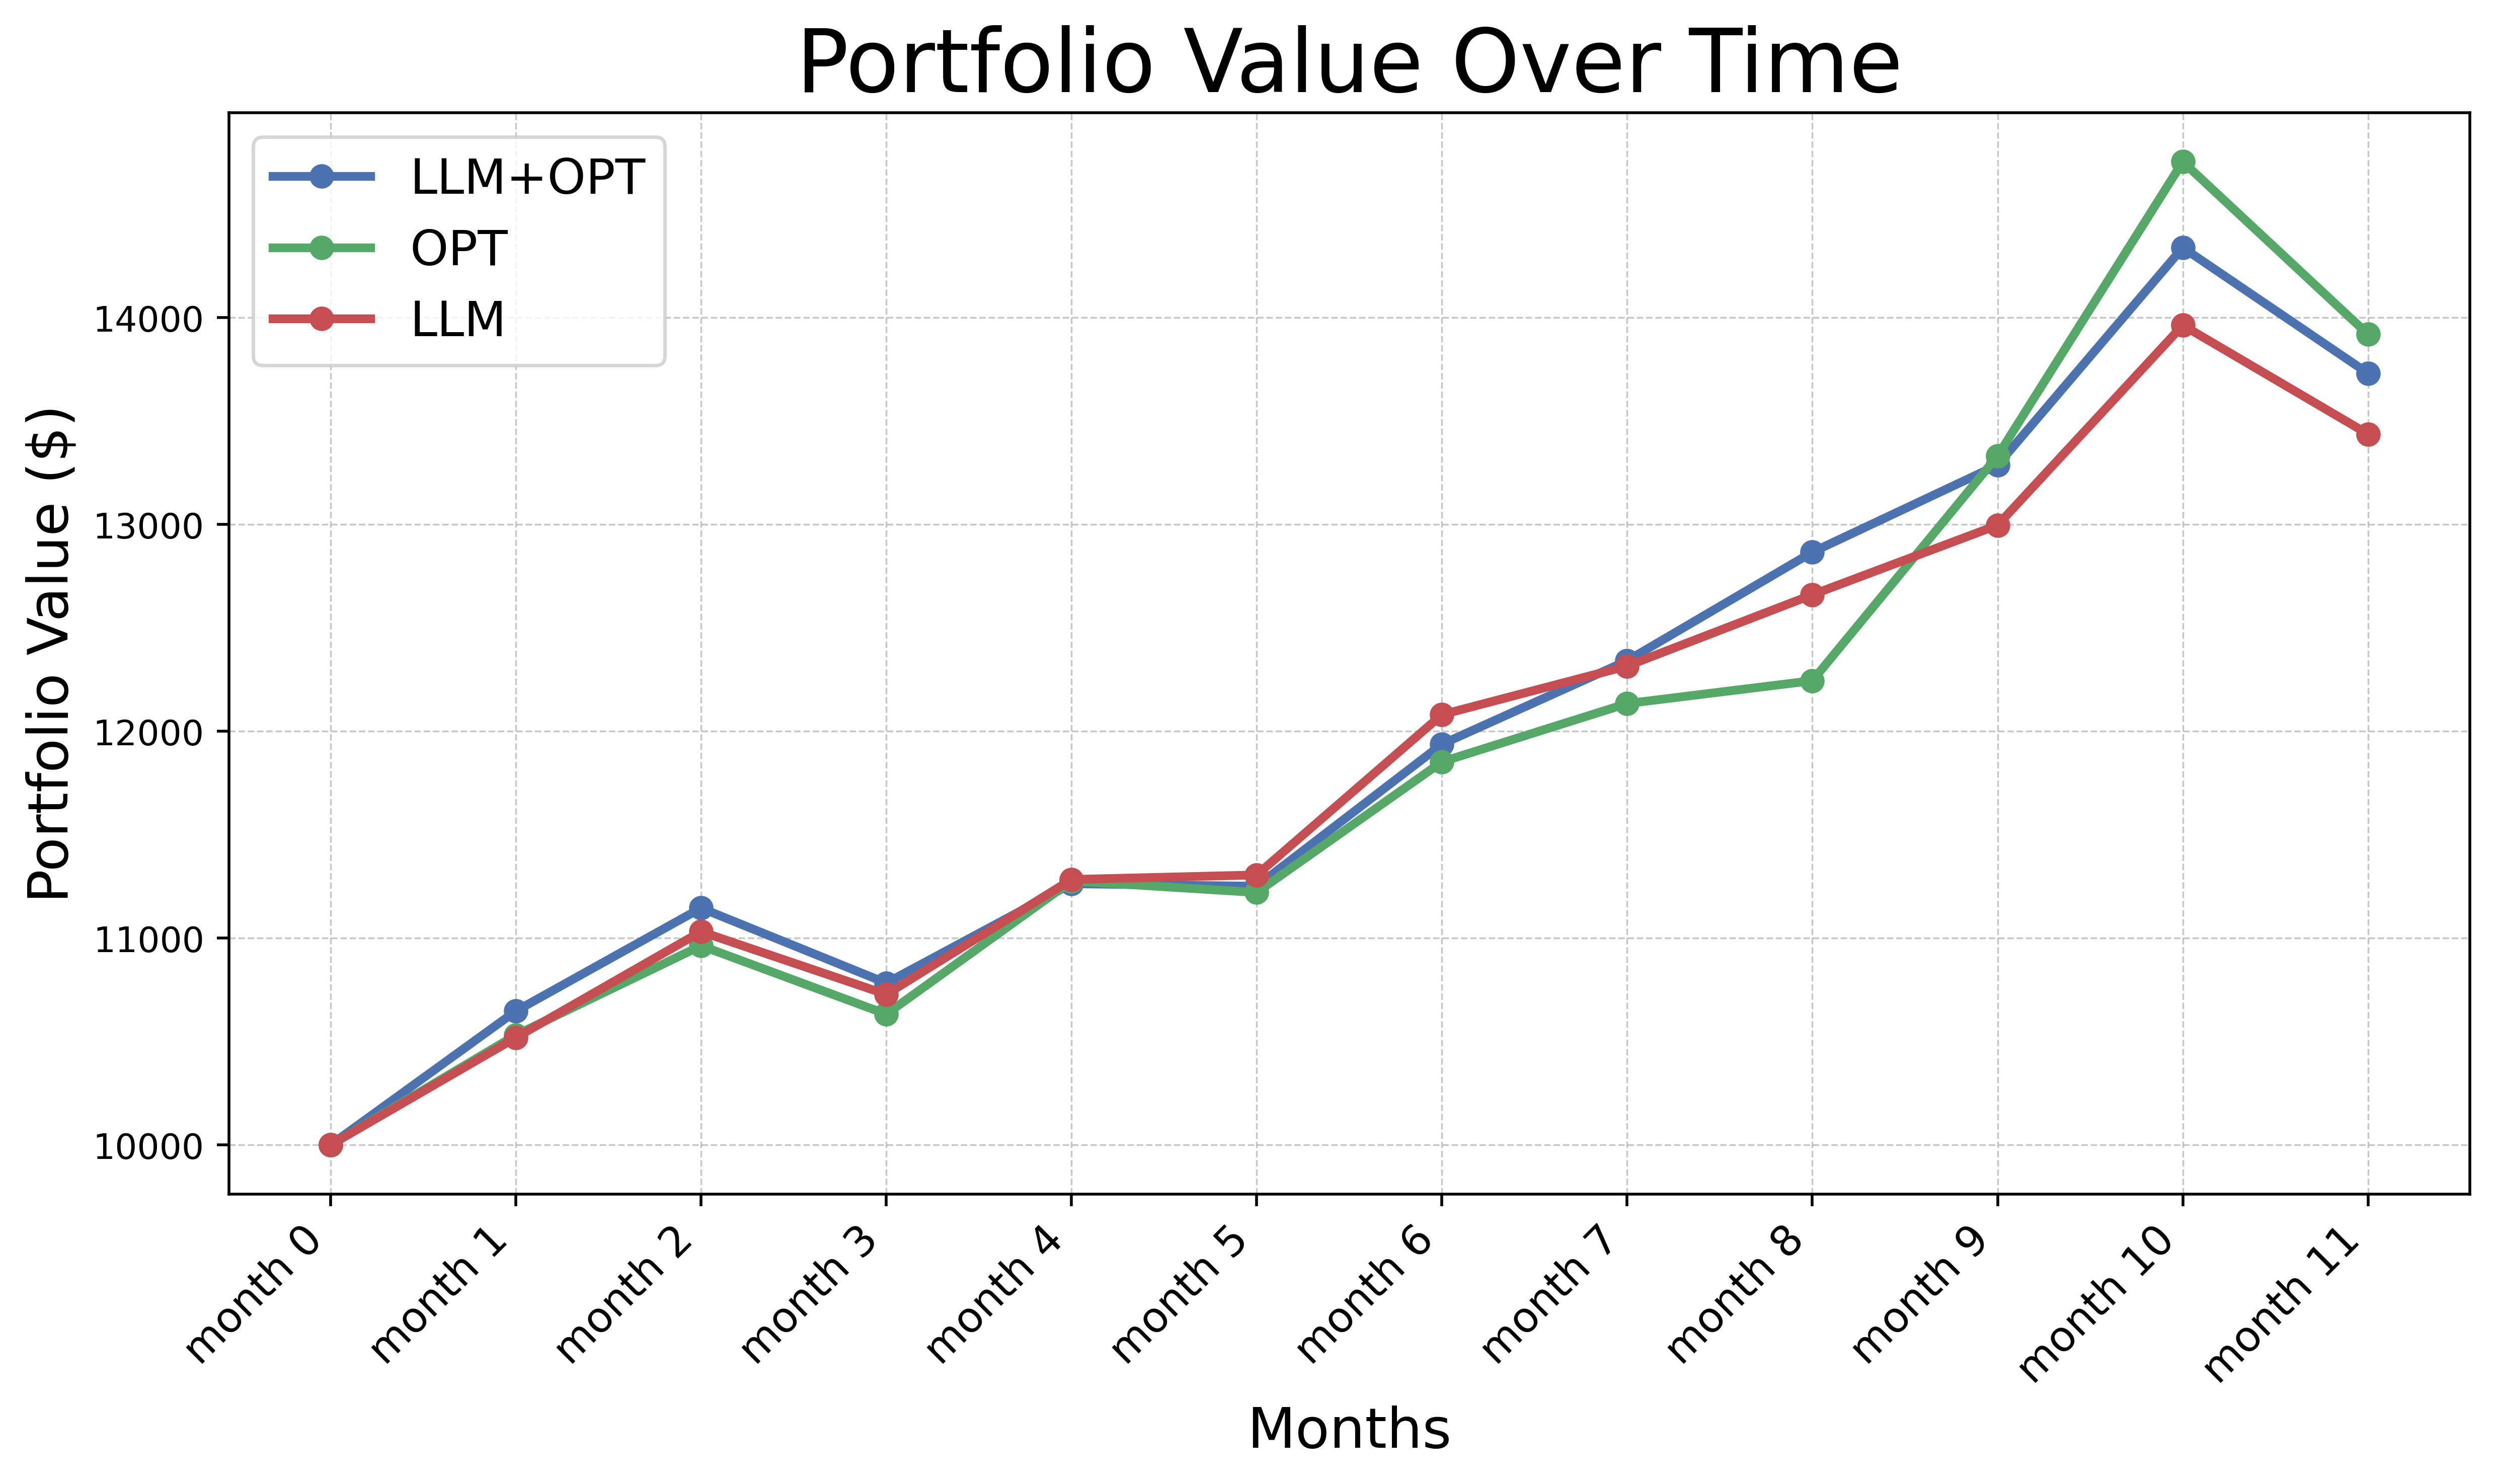 Portfolio Value Over Time
LLM+OPT
OPT
LLM
Portfolio Value ($)
14000
13000
12000
11000
10000
month 0
month 1
month 2
month 3
month 4
month 5
month 6
month 7
month 8
month 9
month 10
month 11
Months